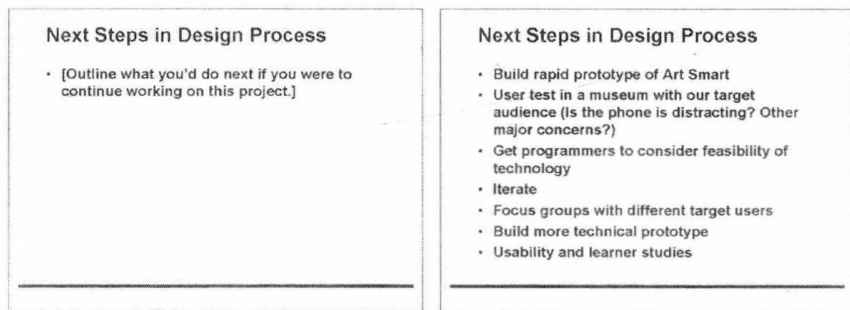 Next Steps in Design Process
• [Outline what you'd do next if you were to
continue working on this project.]
Next Steps in Design Process
• Build rapid prototype of Art Smart
• User test in a museum with our target
audience (Is the phone is distracting? Other
major concerns?)
• Get programmers to consider feasibility of
technology
• Iterate
• Focus groups with different target users
• Build more technical prototype
• Usability and learner studies